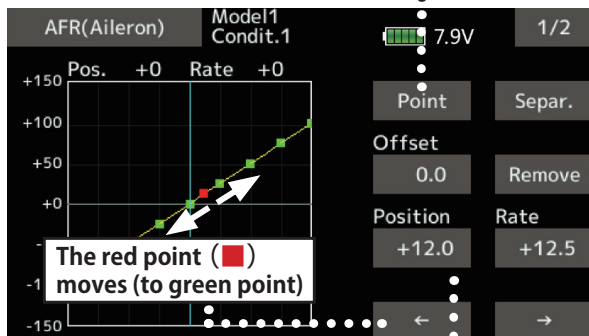 AFR(Aileron)
Model1
Condit.1
7.9V
1/2
Pos. +0 Rate +0
+150
+100
+50
+0
-
-1
-150
The red point (■)
moves (to green point)
Point
Separ.
Offset
0.0
Remove
Position
Rate
+12.0
+12.5
←
→